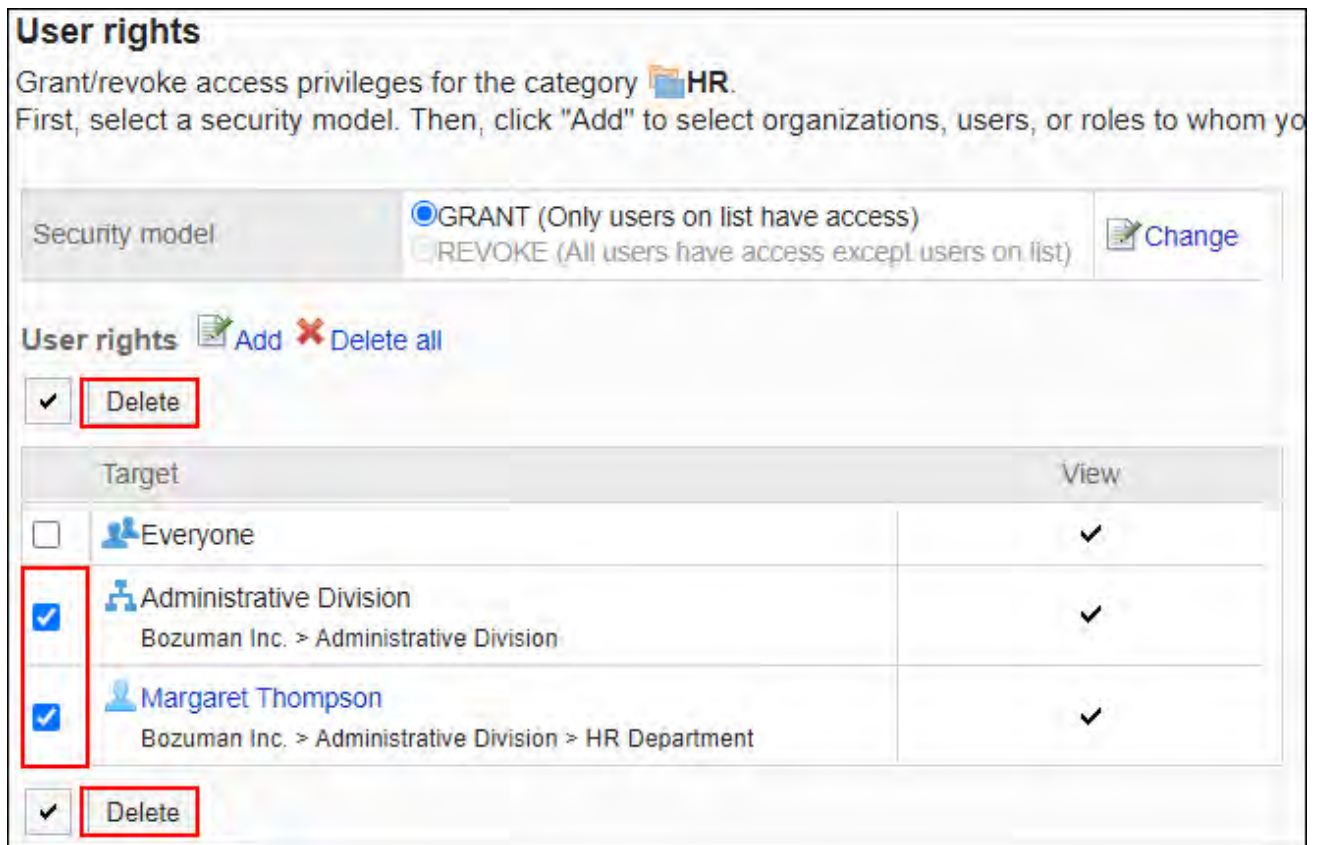 User rights
Grant/revoke access privileges for the category HR.
First, select a security model. Then, click "Add" to select organizations, users, or roles to whom yo
Security model
GRANT (Only users on list have access)
REVOKE (All users have access except users on list)
Change
User rights Add Delete all
Delete
Target View
Everyone
Administrative Division
Bozuman Inc. > Administrative Division
Margaret Thompson
Bozuman Inc. > Administrative Division > HR Department
Delete